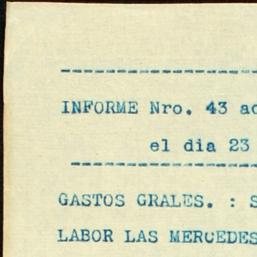 INFORME Nro. 43
el dia 23
GASTOS GRALES. :
LABOR LAS MERCEDES